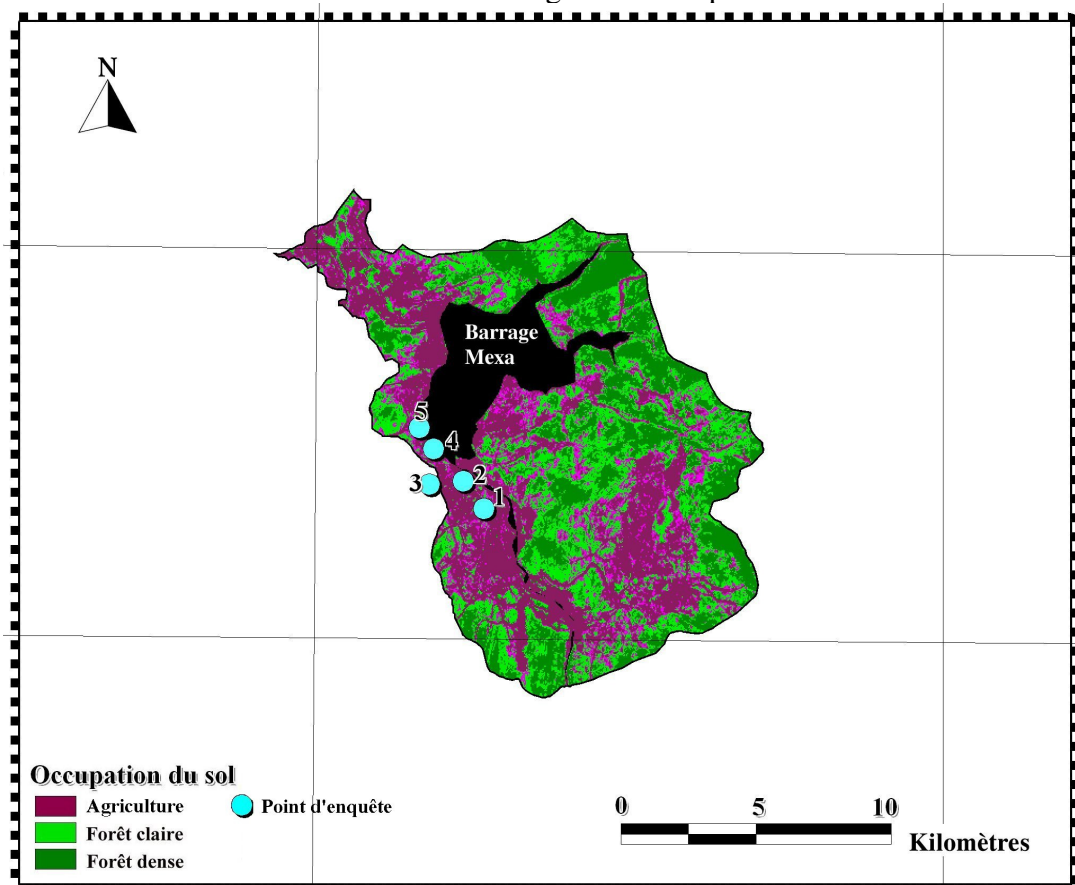 N
Barrage
Mexa
5
4
3
2
1
Occupation du sol
Agriculture
Forêt claire
Forêt dense
Point d'enquête
0 5 10
Kilomètres